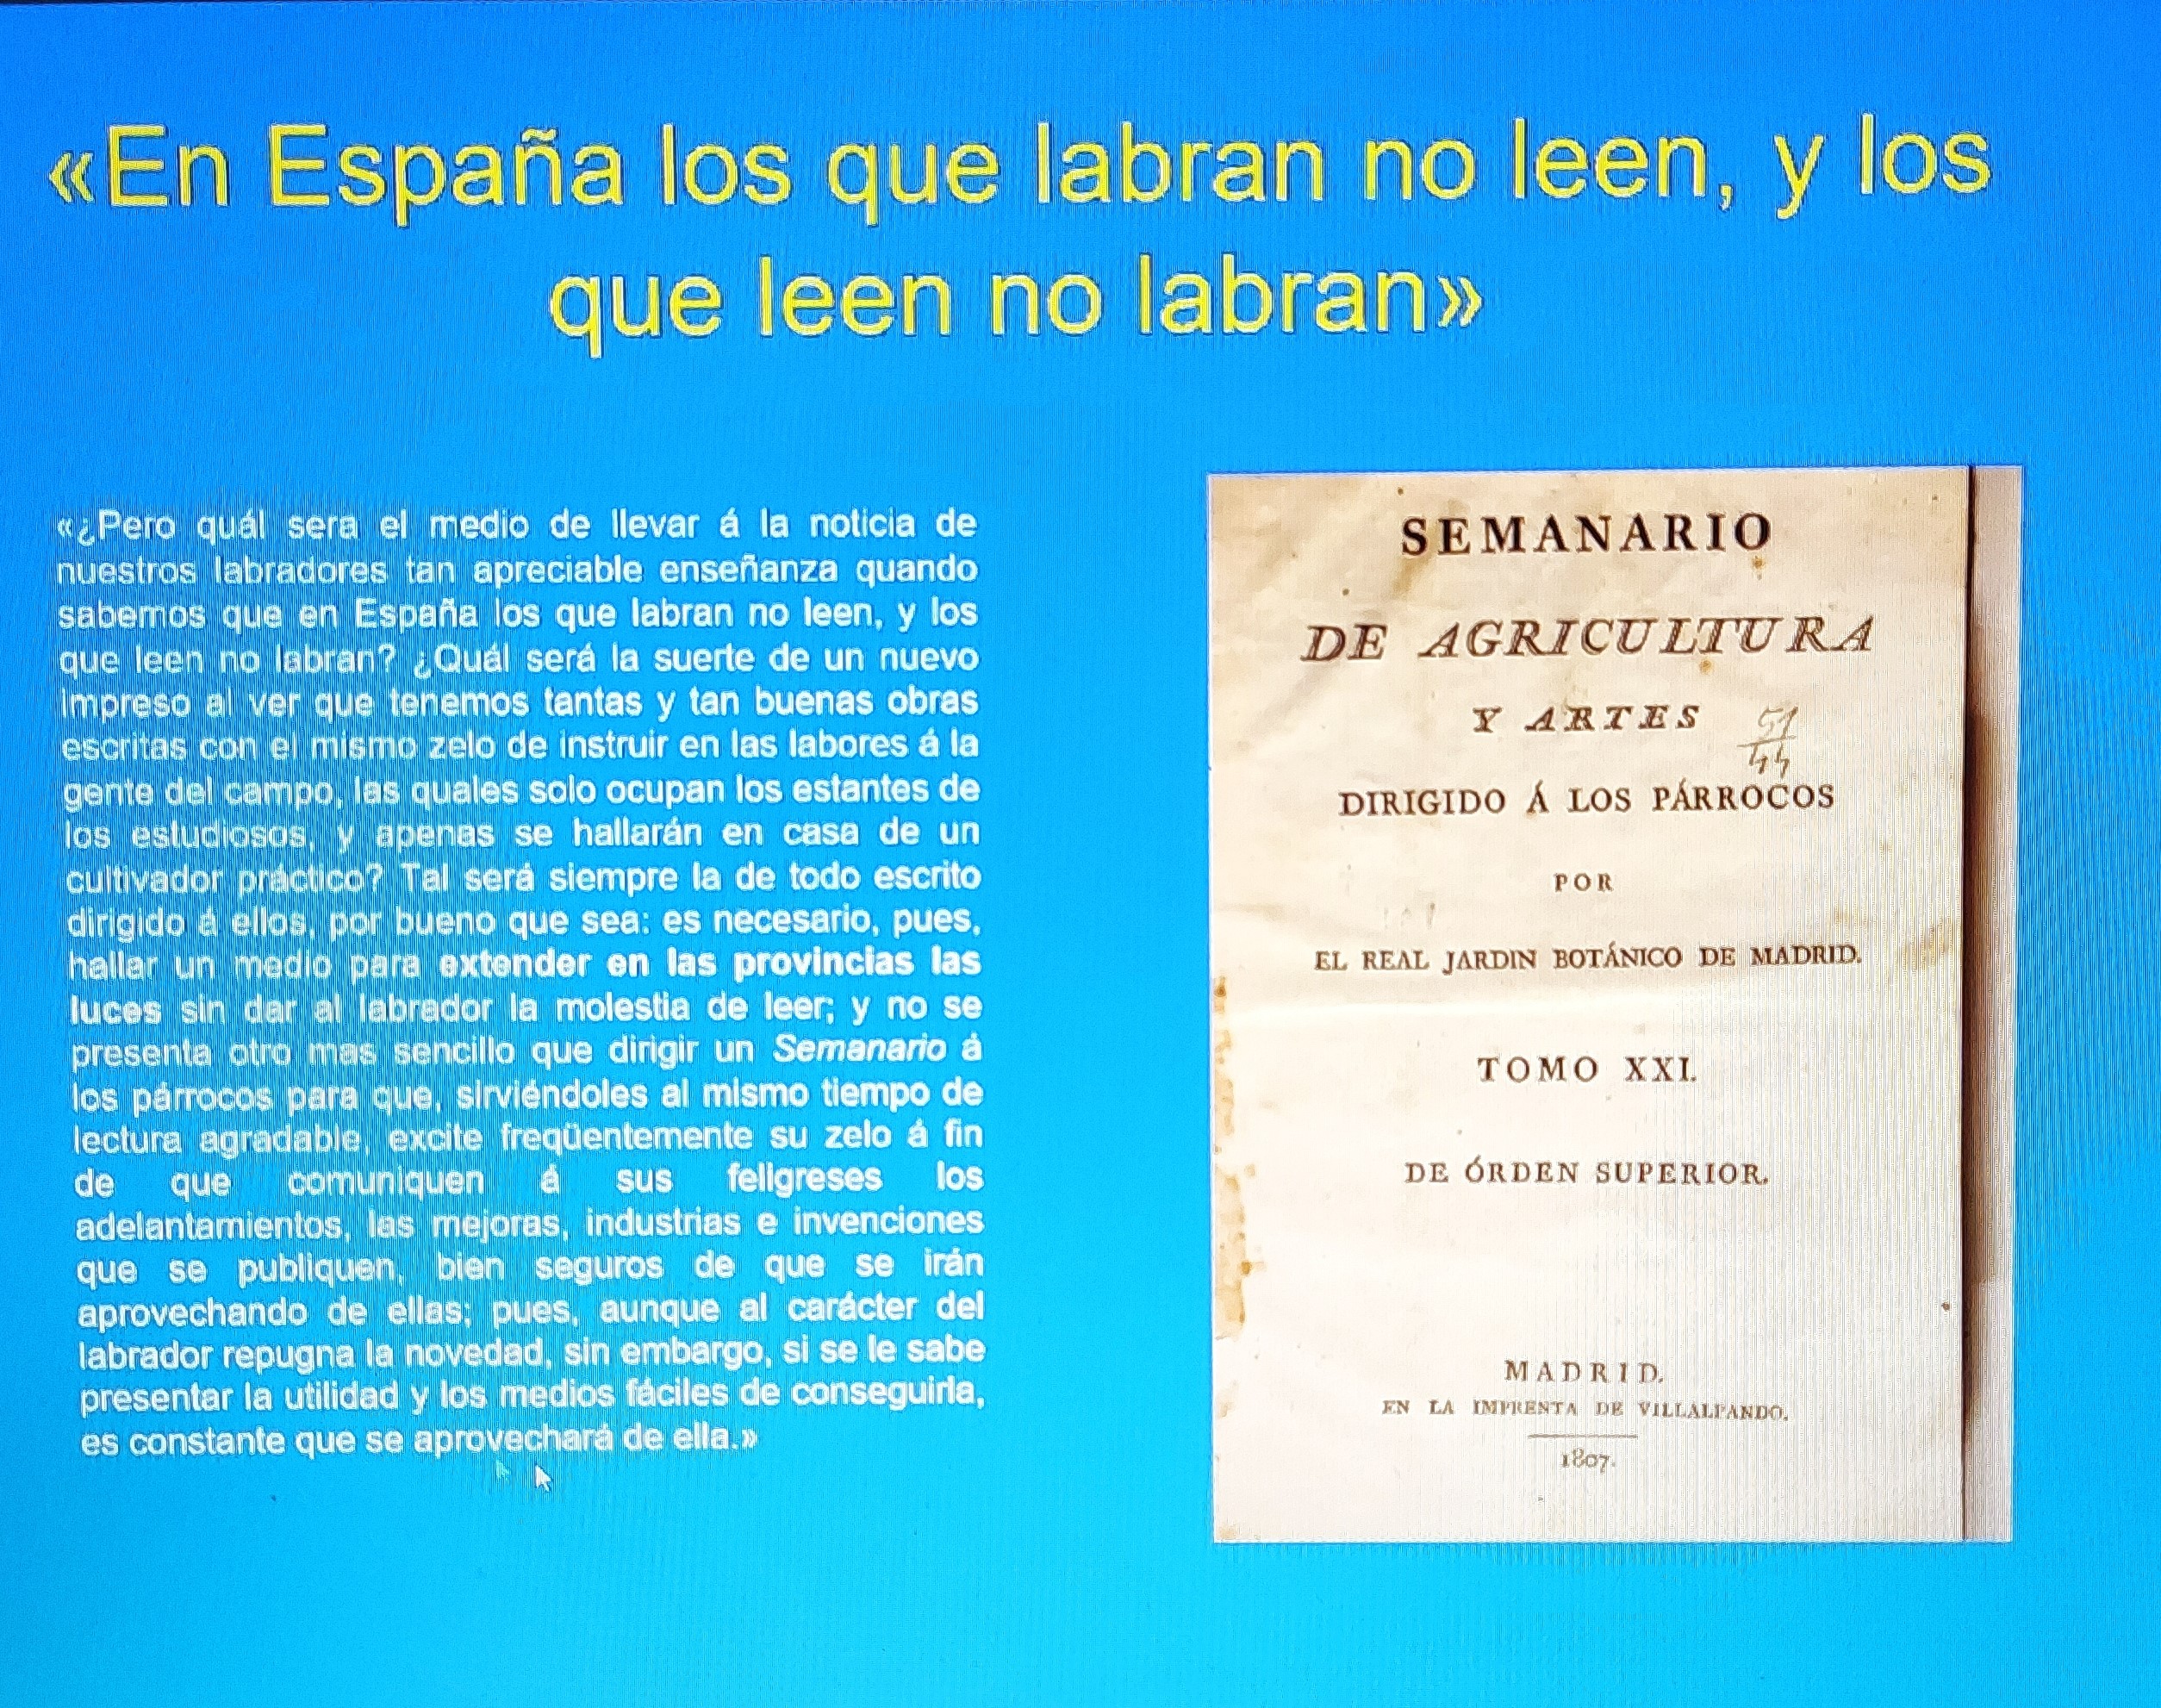 «En España los que labran no leen, y los
que leen no labran»
«¿Pero quál sera el medio de llevar á la noticia de
nuestros labradores tan apreciable enseñanza quando
sabemos que en España los que labran no leen, y los
que leen no labran? ¿Quál será la suerte de un nuevo
impreso al ver que tenemos tantas y tan buenas obras
escritas con el mismo zelo de instruir en las labores á la
gente del campo, las quales solo ocupan los estantes de
los estudiosos, y apenas se hallarán en casa de un
cultivador práctico? Tal será siempre la de todo escrito
dirigido á ellos, por bueno que sea: es necesario, pues,
hallar un medio para extender en las provincias las
luces sin dar al labrador la molestia de leer; y no se
presenta otro mas sencillo que dirigir un Semanario á
los párrocos para que, sirviéndoles al mismo tiempo de
lectura agradable, excite freqüentemente su zelo á fin
de que comuniquen á sus feligreses los
adelantamientos, las mejoras, industrias e invenciones
que se publiquen, bien seguros de que se irán
aprovechando de ellas; pues, aunque al carácter del
labrador repugna la novedad, sin embargo, si se le sabe
presentar la utilidad y los medios fáciles de conseguirla,
es constante que se aprovechará de ella.»
SEMANARIO
DE AGRICULTURA
Y ARTES
51
44
DIRIGIDO Á LOS PÁRROCOS
POR
EL REAL JARDIN BOTÁNICO DE MADRID.
TOMO XXI.
DE ÓRDEN SUPERIOR.
MADRID.
EN LA IMPRENTA DE VILLALPANDO.
1807.